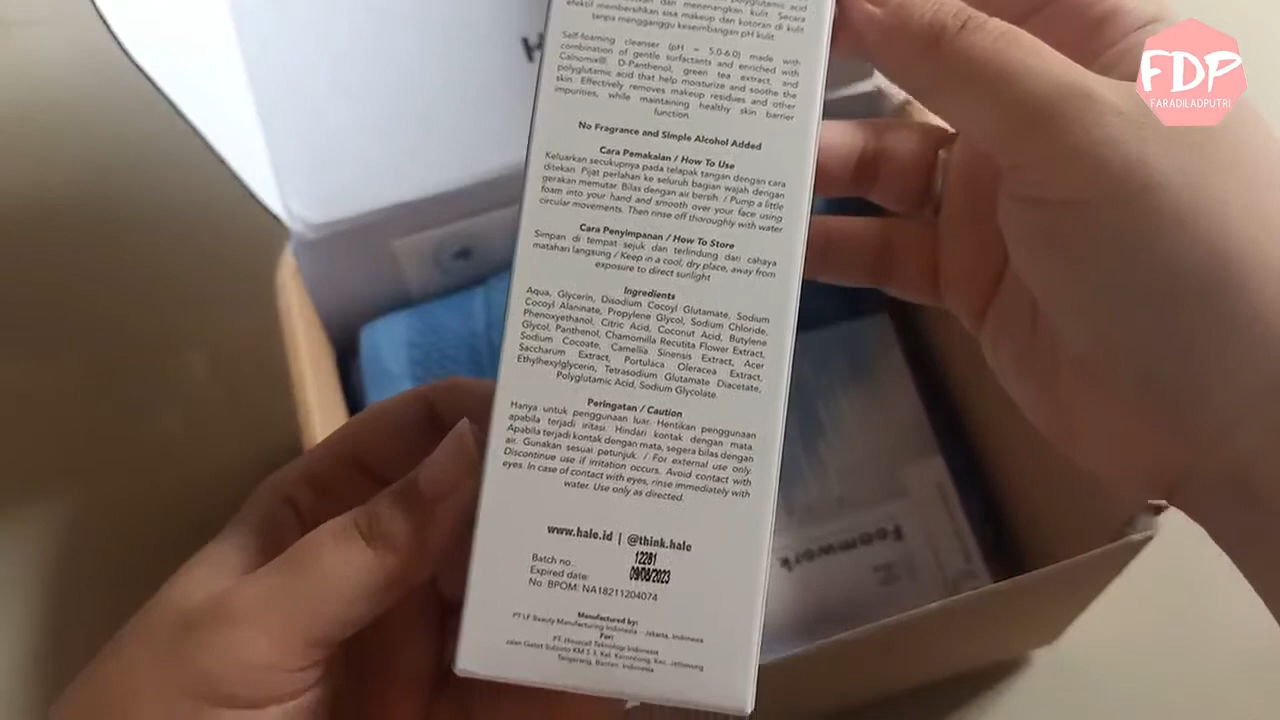 polyglutamic acid
dan menenangkan kulit. Secara
efektif membersihkan sisa makeup dan kotoran di kulit
tanpa mengganggu keseimbangan pH kulit.
Self-foaming cleanser (pH = 5.0-6.0) made with
combination of gentle surfactants and enriched with
Calnomix®, D-Panthenol, green tea extract, and
polyglutamic acid that help moisturize and soothe the
skin. Effectively removes makeup residues and other
impurities, while maintaining healthy skin barrier
function.
No Fragrance and Simple Alcohol Added
Cara Pemakaian / How To Use
Keluarkan secukupnya pada telapak tangan dengan cara
ditekan. Pijat perlahan ke seluruh bagian wajah dengan
gerakan memutar. Bilas dengan air bersih. / Pump a little
foam into your hand and smooth over your face using
circular movements. Then rinse off thoroughly with water
Cara Penyimpanan / How To Store
Simpan di tempat sejuk dan terlindung dari cahaya
matahari langsung / Keep in a cool, dry place, away from
exposure to direct sunlight
Ingredients
Aqua, Glycerin, Disodium Cocoyl Glutamate, Sodium
Cocoyl Alaninate, Propylene Glycol, Sodium Chloride,
Phenoxyethanol, Citric Acid, Coconut Acid, Butylene
Glycol, Panthenol, Chamomilla Recutita Flower Extract,
Sodium Cocoate, Camellia Sinensis Extract, Acer
Saccharum Extract, Portulaca Oleracea Extract,
Ethylhexylglycerin, Tetrasodium Glutamate Diacetate,
Polyglutamic Acid, Sodium Glycolate.
Peringatan / Caution
Hanya untuk penggunaan luar. Hentikan penggunaan
apabila terjadi iritasi. Hindari kontak dengan mata.
Apabila terjadi kontak dengan mata, segera bilas dengan
air. Gunakan sesuai petunjuk. / For external use only.
Discontinue use if irritation occurs. Avoid contact with
eyes. In case of contact with eyes, rinse immediately with
water. Use only as directed.
www.hale.id | @think.hale
Batch no. 12281
Expired date: 09/08/2023
No. BPOM: NA18211204074
Manufactured by:
PT LF Beauty Manufacturing Indonesia – Jakarta, Indonesia
For:
PT. Teknologi Indonesia
Jalan Gatot Subroto KM 5.3, Kel. Keroncong, Kec. Jatiuwung
Tangerang, Banten. Indonesia
Foamwork
FDP
FARADILADPUTRI